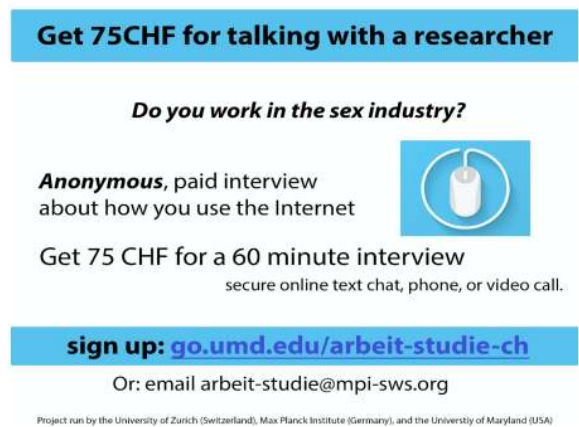 Get 75CHF for talking with a researcher
Do you work in the sex industry?
Anonymous, paid interview
about how you use the Internet
Get 75 CHF for a 60 minute interview
secure online text chat, phone, or video call.
sign up: go.umd.edu/arbeit-studie-ch
Or: email arbeit-studie@mpi-sws.org
Project run by the University of Zurich (Switzerland), Max Planck Institute (Germany), and the Universtiy of Maryland (USA)